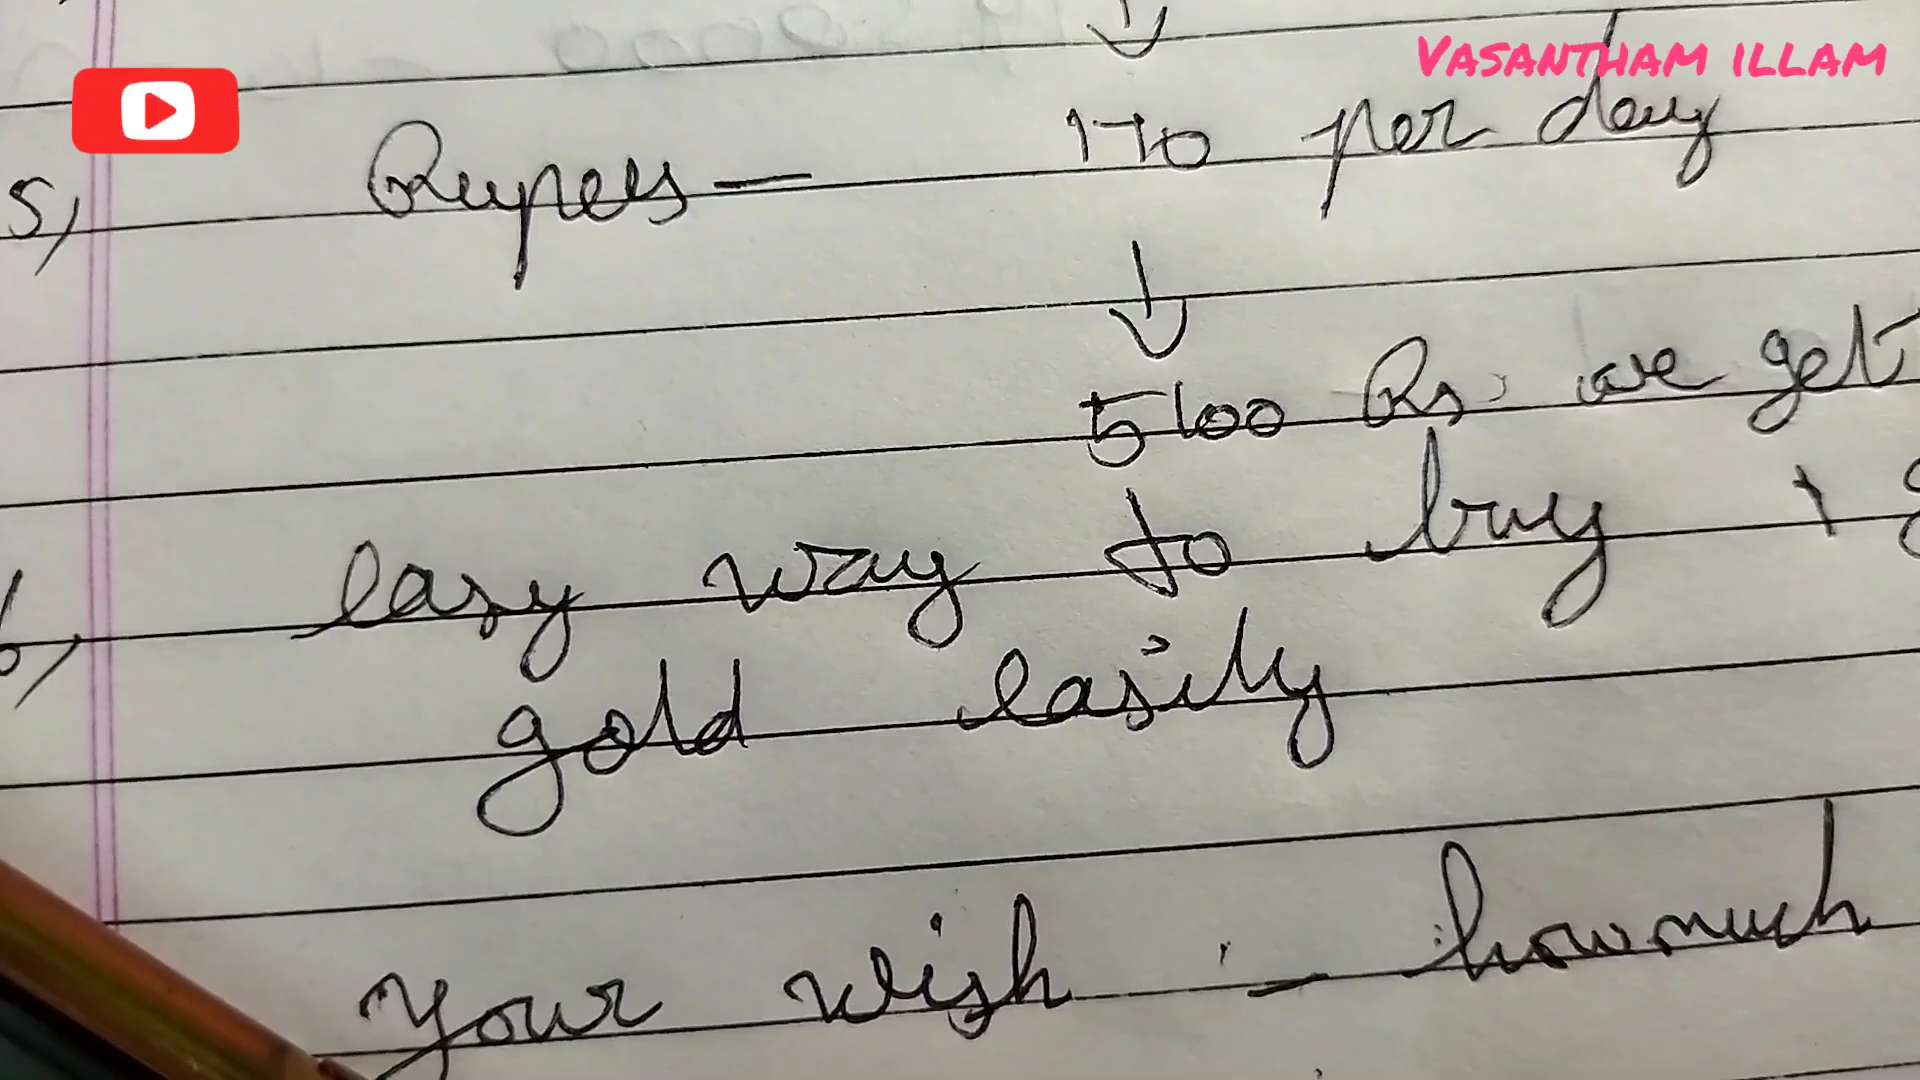 VASANTHAM ILLAM
5) Rupees — 170 per day
↓
5100 Rs. we get
6) easy way to buy 1 g
gold easily
Your wish :- howmuch